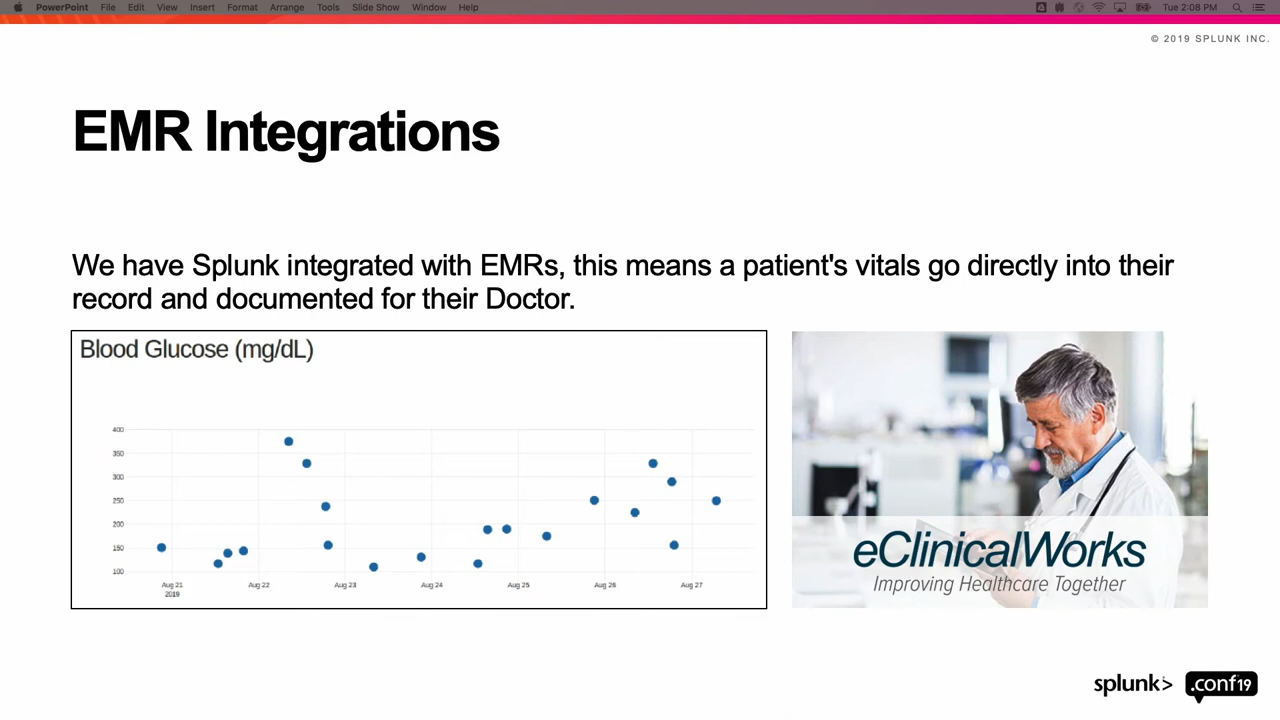 PowerPoint File Edit View Insert Format Arrange Tools Slide Show Window Help Tue 2:08 PM
© 2019 SPLUNK INC.
EMR Integrations
We have Splunk integrated with EMRs, this means a patient's vitals go directly into their
record and documented for their Doctor.
Blood Glucose (mg/dL)
400
350
300
250
200
150
100
Aug 21 Aug 22 Aug 23 Aug 24 Aug 25 Aug 26 Aug 27
2019
eClinicalWorks
Improving Healthcare Together
splunk> .conf19